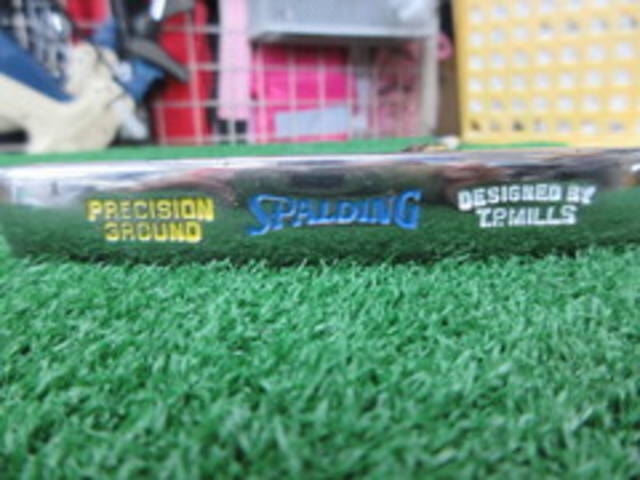 PRECISION
GROUND
SPALDING
DESIGNED BY
T.P. MILLS